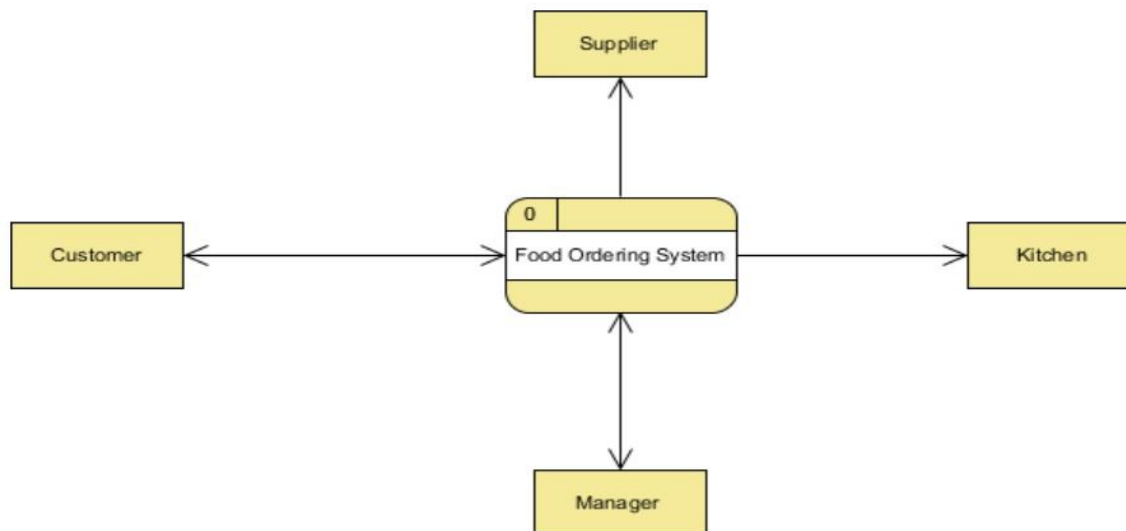 Supplier
0
Customer
Food Ordering System
Kitchen
Manager